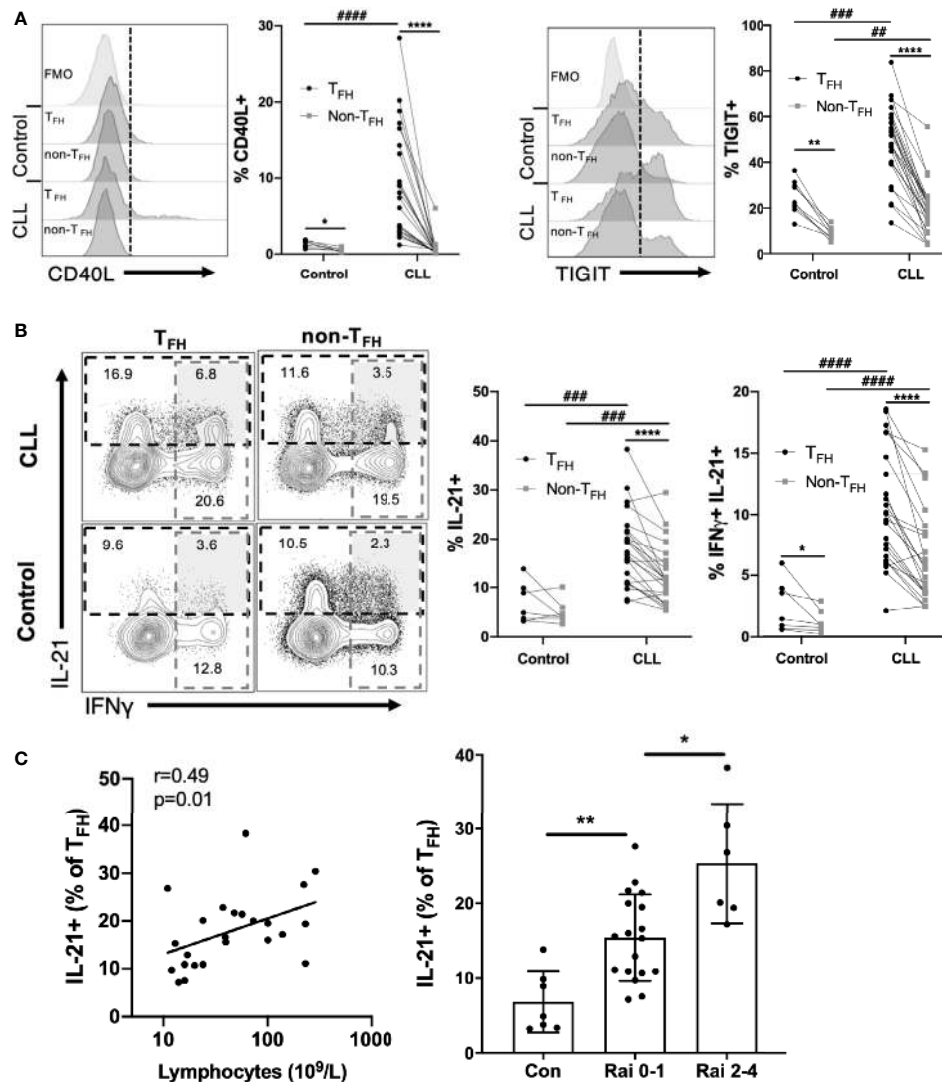 A
FMO
Control
TFH
non-TFH
CLL
TFH
non-TFH
CD40L
####
****
*
TFH
Non-TFH
% CD40L+
30
20
10
0
Control
CLL
FMO
Control
TFH
non-TFH
CLL
TFH
non-TFH
TIGIT
###
##
****
**
TFH
Non-TFH
% TIGIT+
100
80
60
40
20
0
Control
CLL
B
TFH
non-TFH
CLL
16.9
6.8
20.6
11.6
3.5
19.5
Control
9.6
3.6
12.8
10.5
2.3
10.3
IL-21
IFNγ
###
###
****
TFH
Non-TFH
% IL-21+
50
40
30
20
10
0
Control
CLL
####
####
****
*
TFH
Non-TFH
% IFNγ+ IL-21+
20
15
10
5
0
Control
CLL
C
r=0.49
p=0.01
IL-21+ (% of TFH)
50
40
30
20
10
0
10
100
1000
Lymphocytes (10⁹/L)
IL-21+ (% of TFH)
40
30
20
10
0
**
*
Con
Rai 0-1
Rai 2-4